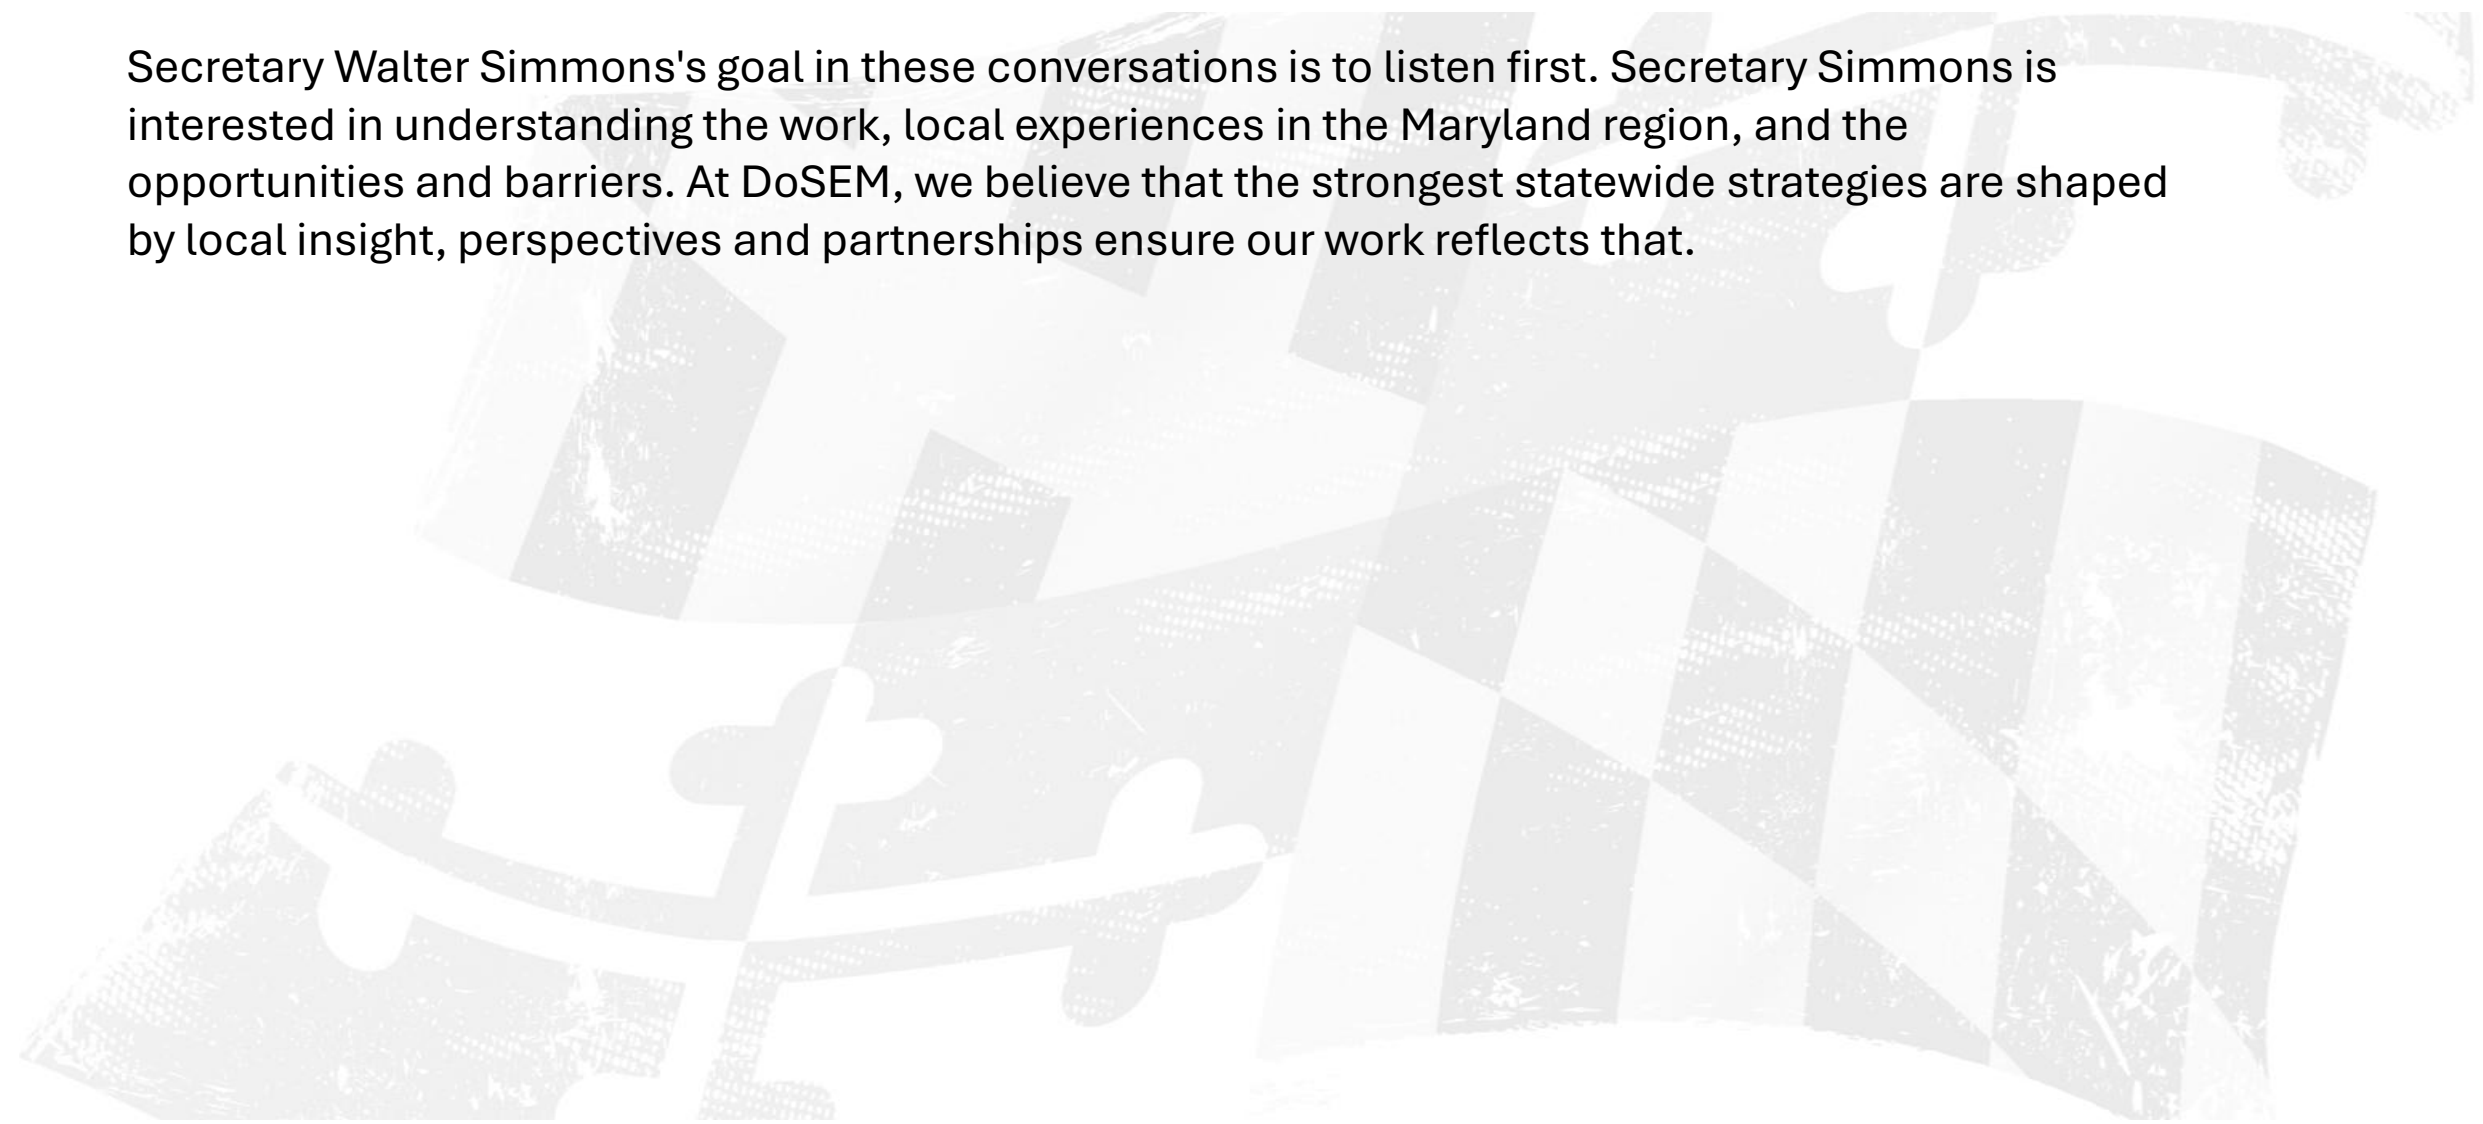 Secretary Walter Simmons's goal in these conversations is to listen first. Secretary Simmons is
interested in understanding the work, local experiences in the Maryland region, and the
opportunities and barriers. At DoSEM, we believe that the strongest statewide strategies are shaped
by local insight, perspectives and partnerships ensure our work reflects that.